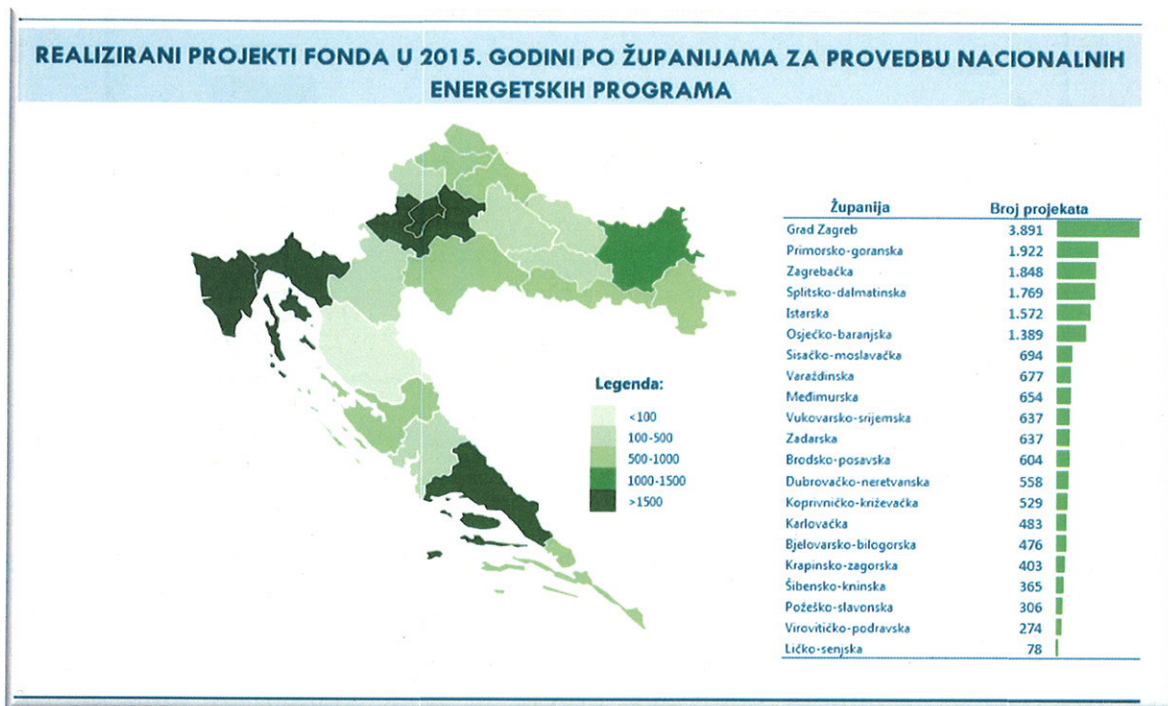 REALIZIRANI PROJEKTI FONDA U 2015. GODINI PO ŽUPANIJAMA ZA PROVEDBU NACIONALNIH
ENERGETSKIH PROGRAMA
Županija Broj projekata
Grad Zagreb 3.891
Primorsko-goranska 1.922
Zagrebačka 1.848
Splitsko-dalmatinska 1.769
Istarska 1.572
Osječko-baranjska 1.389
Sisačko-moslavačka 694
Varaždinska 677
Međimurska 654
Vukovarsko-srijemska 637
Zadarska 637
Brodsko-posavska 604
Dubrovačko-neretvanska 558
Koprivničko-križevačka 529
Karlovačka 483
Bjelovarsko-bilogorska 476
Krapinsko-zagorska 403
Šibensko-kninska 365
Požeško-slavonska 306
Virovitičko-podravska 274
Ličko-senjska 78
Legenda:
<100
100-500
500-1000
1000-1500
>1500